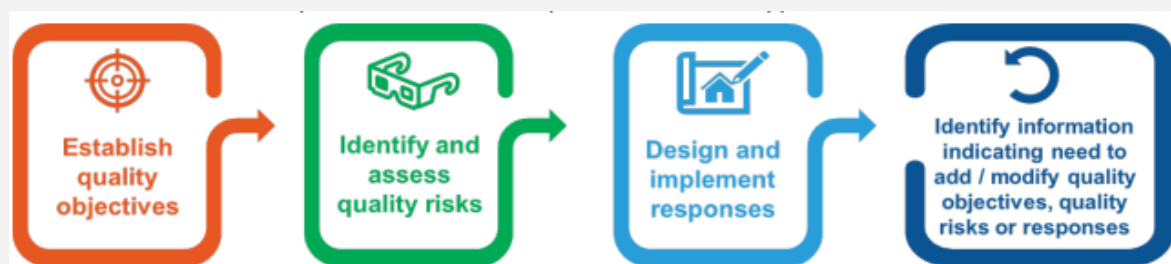 Establish
quality
objectives
Identify and
assess
quality risks
Design and
implement
responses
Identify information
indicating need to
add / modify quality
objectives, quality
risks or responses